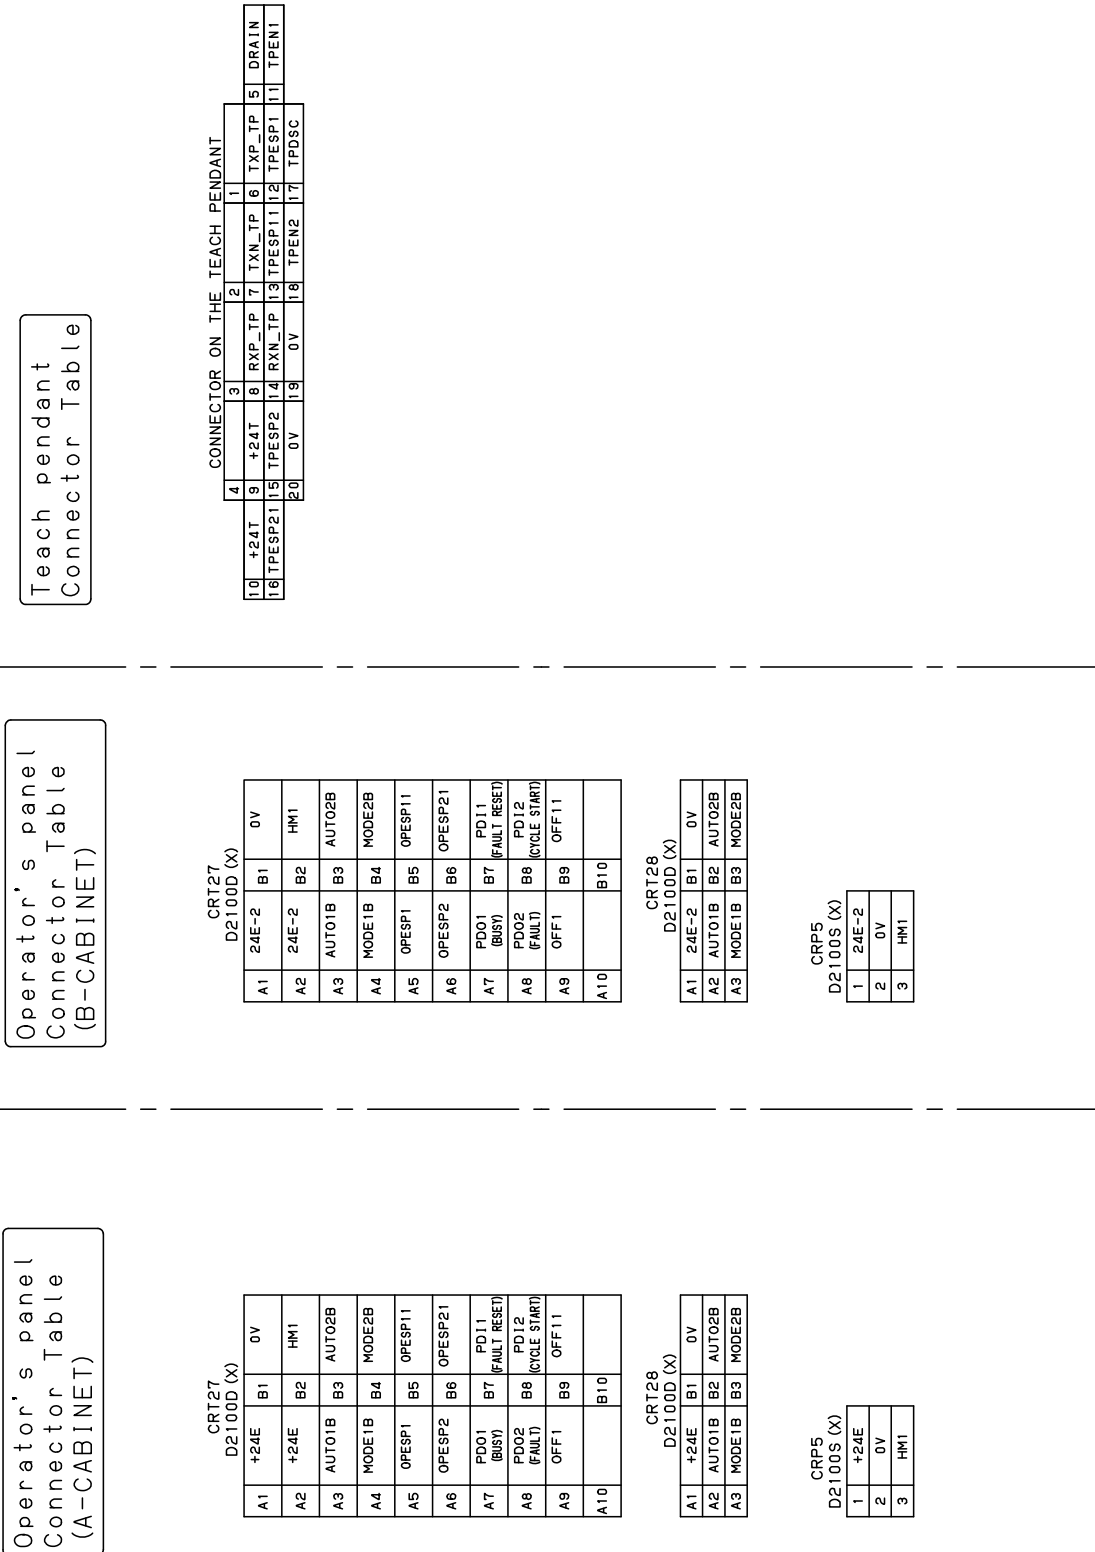 Operator's panel
Connector Table
(A-CABINET)
CRT27
D2100D (X)
A1 +24E B1 0V
A2 +24E B2 HM1
A3 AUTO1B B3 AUTO2B
A4 MODE1B B4 MODE2B
A5 OPESP1 B5 OPESP11
A6 OPESP2 B6 OPESP21
A7 PDO1 (BUSY) B7 PDI1 (FAULT RESET)
A8 PDO2 (FAULT) B8 PDI2 (CYCLE START)
A9 OFF1 B9 OFF11
A10 B10
CRT28
D2100D (X)
A1 +24E B1 0V
A2 AUTO1B B2 AUTO2B
A3 MODE1B B3 MODE2B
CRP5
D2100S (X)
1 +24E
2 0V
3 HM1
Operator's panel
Connector Table
(B-CABINET)
CRT27
D2100D (X)
A1 24E-2 B1 0V
A2 24E-2 B2 HM1
A3 AUTO1B B3 AUTO2B
A4 MODE1B B4 MODE2B
A5 OPESP1 B5 OPESP11
A6 OPESP2 B6 OPESP21
A7 PDO1 (BUSY) B7 PDI1 (FAULT RESET)
A8 PDO2 (FAULT) B8 PDI2 (CYCLE START)
A9 OFF1 B9 OFF11
A10 B10
CRT28
D2100D (X)
A1 24E-2 B1 0V
A2 AUTO1B B2 AUTO2B
A3 MODE1B B3 MODE2B
CRP5
D2100S (X)
1 24E-2
2 0V
3 HM1
Teach pendant
Connector Table
CONNECTOR ON THE TEACH PENDANT
4 3 2 1
10 +24T 9 +24T 8 RXP_TP 7 TXN_TP 6 TXP_TP 5 DRAIN
16 TPESP21 15 TPESP2 14 RXN_TP 13 TPESP11 12 TPESP1 11 TPEN1
20 0V 19 0V 18 TPEN2 17 TPDSC